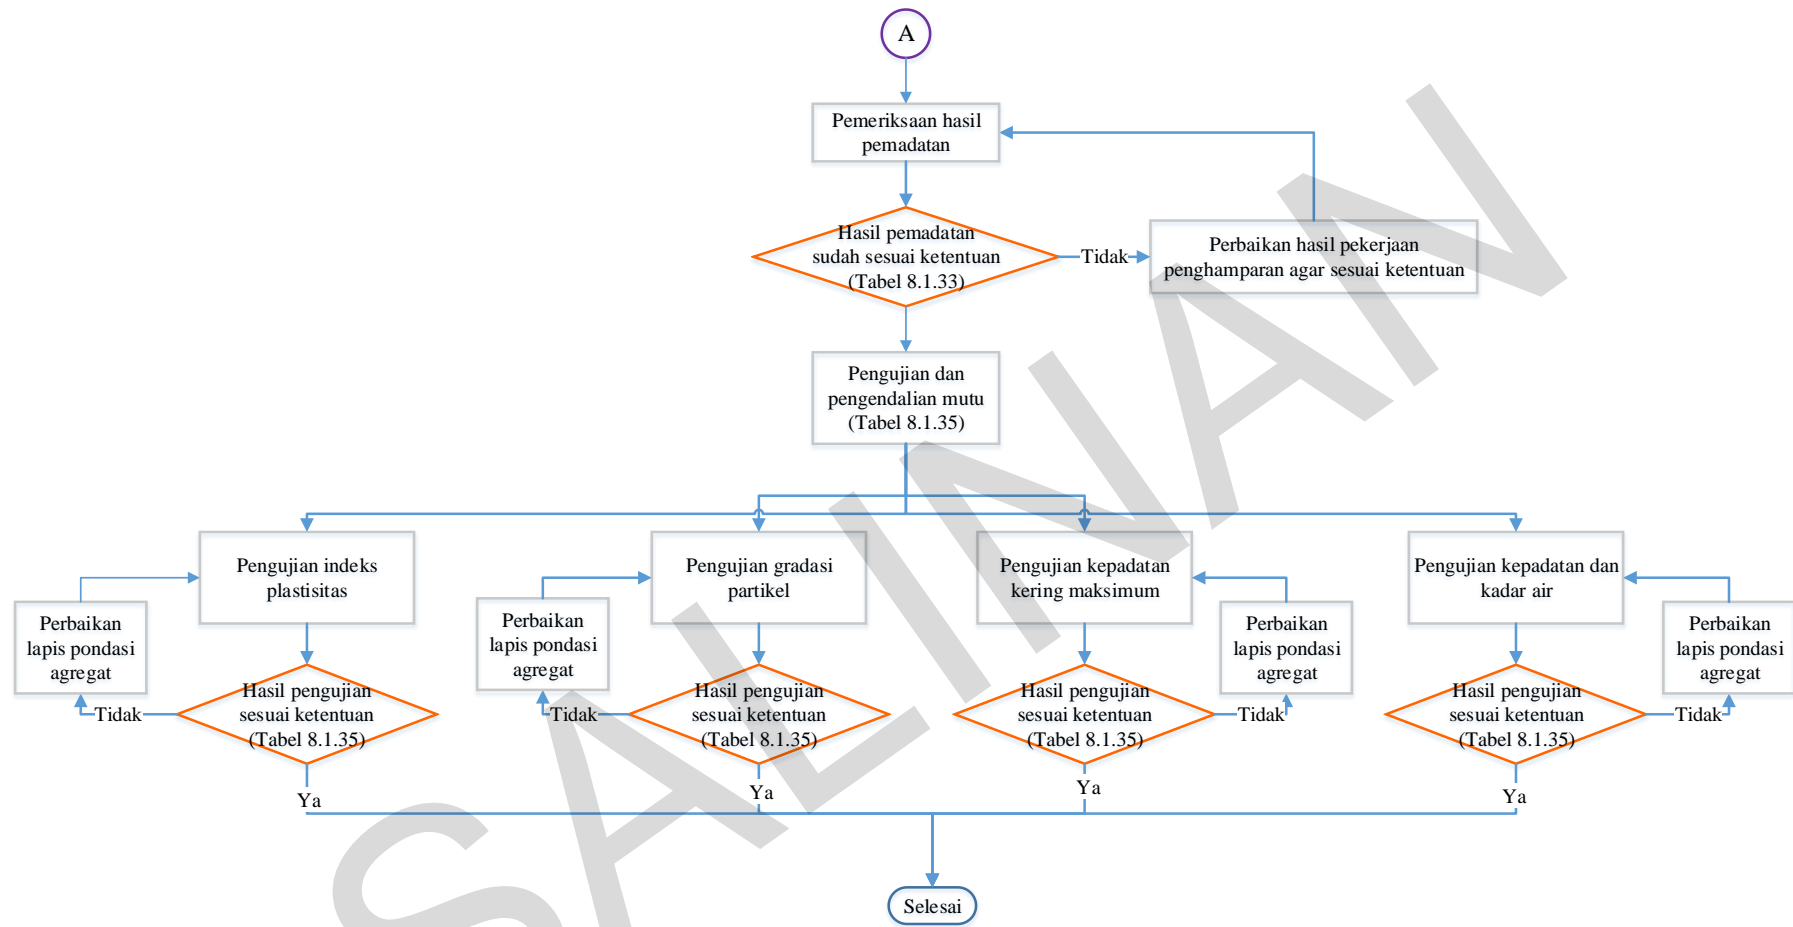 A
Pemeriksaan hasil
pemadatan
Hasil pemadatan
sudah sesuai ketentuan
(Tabel 8.1.33)
Tidak
Perbaikan hasil pekerjaan
penghamparan agar sesuai ketentuan
Pengujian dan
pengendalian mutu
(Tabel 8.1.35)
Pengujian indeks
plastisitas
Perbaikan
lapis pondasi
agregat
Hasil pengujian
sesuai ketentuan
(Tabel 8.1.35)
Tidak
Ya
Pengujian gradasi
partikel
Perbaikan
lapis pondasi
agregat
Hasil pengujian
sesuai ketentuan
(Tabel 8.1.35)
Tidak
Ya
Pengujian kepadatan
kering maksimum
Perbaikan
lapis pondasi
agregat
Hasil pengujian
sesuai ketentuan
(Tabel 8.1.35)
Tidak
Ya
Pengujian kepadatan dan
kadar air
Perbaikan
lapis pondasi
agregat
Hasil pengujian
sesuai ketentuan
(Tabel 8.1.35)
Tidak
Ya
Selesai
SALINAN